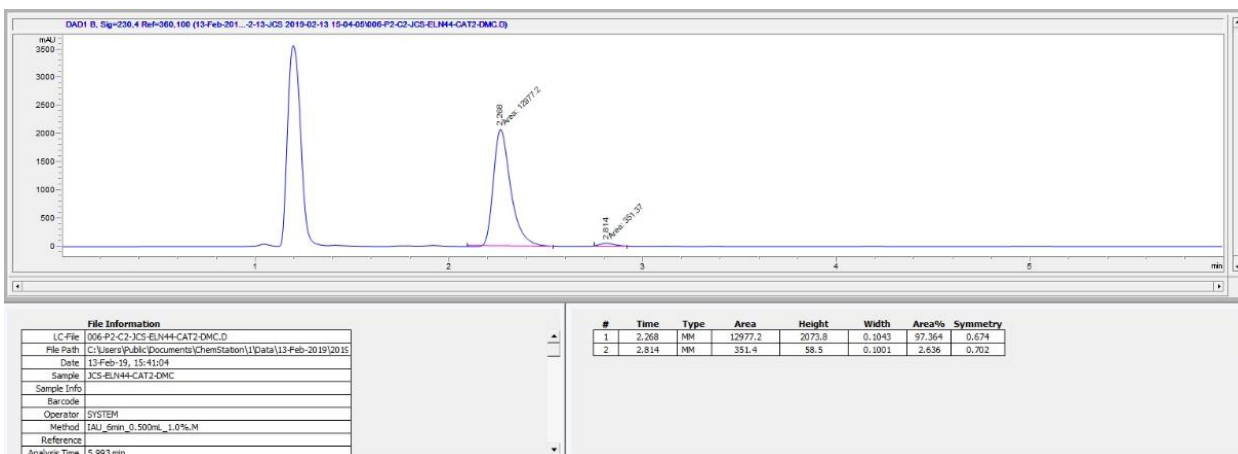 DAD1 B, Sig=230,4 Ref=360,100 (13-Feb-201...-2-13-JCS 2019-02-13 15-04-05\006-P2-C2-JCS-ELN44-CAT2-DMC.D)
mAU
3500
3000
2500
2000
1500
1000
500
0
2.268
Area: 12977.2
2.814
Area: 351.37
1 2 3 4 5 min
File Information
LC-File 006-P2-C2-JCS-ELN44-CAT2-DMC.D
File Path C:\Users\Public\Documents\ChemStation\1\Data\13-Feb-2019\2019
Date 13-Feb-19, 15:41:04
Sample JCS-ELN44-CAT2-DMC
Sample Info
Barcode
Operator SYSTEM
Method IAU_6min_0.500mL_1.0%.M
Reference
Analysis Time 5.993 min
# Time Type Area Height Width Area% Symmetry
1 2.268 MM 12977.2 2073.8 0.1043 97.364 0.674
2 2.814 MM 351.4 58.5 0.1001 2.636 0.702